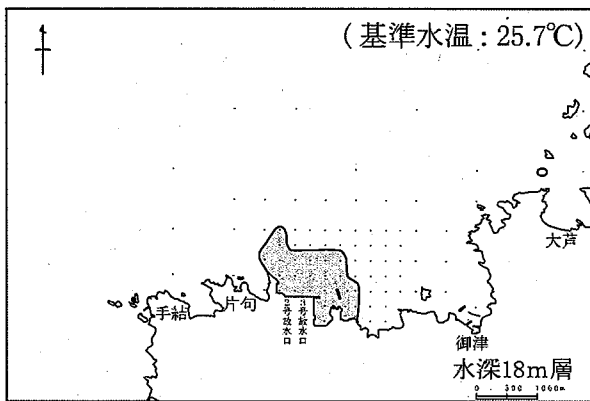 (基準水温:25.7℃)
大芦
手結
片句
2号放水口
3号放水口
御津
水深18m層
0 500 1000m